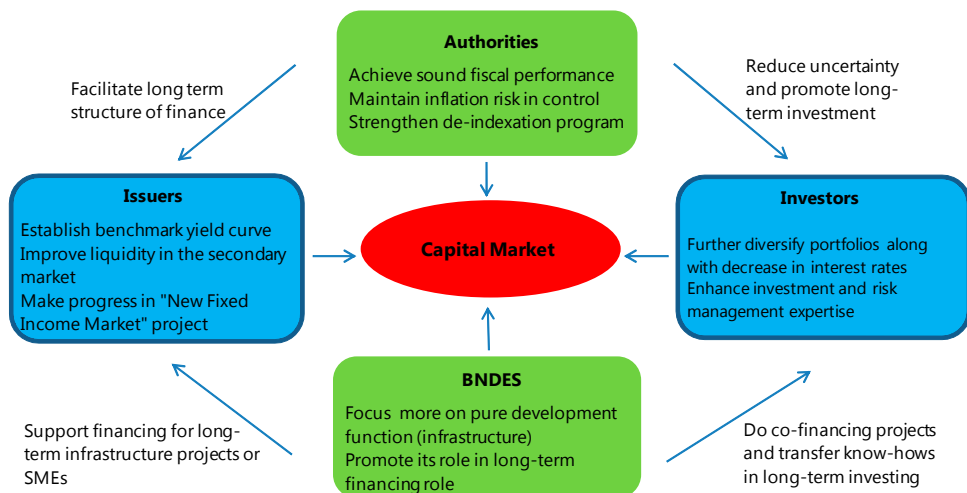 Authorities
Achieve sound fiscal performance
Maintain inflation risk in control
Strengthen de-indexation program
Facilitate long term
structure of finance
Reduce uncertainty
and promote long-
term investment
Issuers
Establish benchmark yield curve
Improve liquidity in the secondary
market
Make progress in "New Fixed
Income Market" project
Capital Market
Investors
Further diversify portfolios along
with decrease in interest rates
Enhance investment and risk
management expertise
BNDES
Focus more on pure development
function (infrastructure)
Promote its role in long-term
financing role
Support financing for long-
term infrastructure projects or
SMEs
Do co-financing projects
and transfer know-hows
in long-term investing